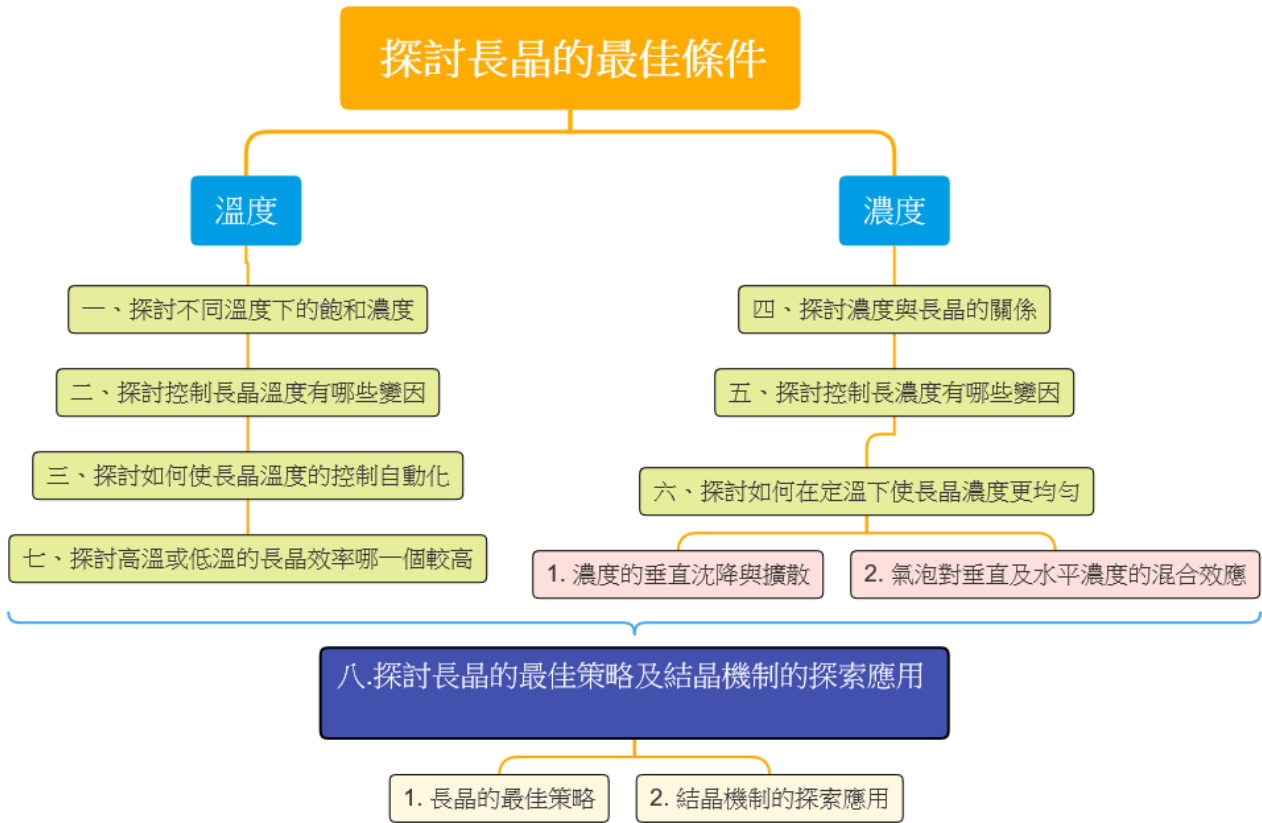 探討長晶的最佳條件
溫度
濃度
一、探討不同溫度下的飽和濃度
四、探討濃度與長晶的關係
二、探討控制長晶溫度有哪些變因
五、探討控制長濃度有哪些變因
三、探討如何使長晶溫度的控制自動化
六、探討如何在定溫下使長晶濃度更均勻
七、探討高溫或低溫的長晶效率哪一個較高
1. 濃度的垂直沈降與擴散
2. 氣泡對垂直及水平濃度的混合效應
八.探討長晶的最佳策略及結晶機制的探索應用
1. 長晶的最佳策略
2. 結晶機制的探索應用